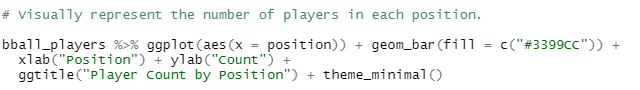 # Visually represent the number of players in each position.
bball_players %>% ggplot(aes(x = position)) + geom_bar(fill = c("#3399CC")) +
  xlab("Position") + ylab("Count") +
  ggtitle("Player Count by Position") + theme_minimal()